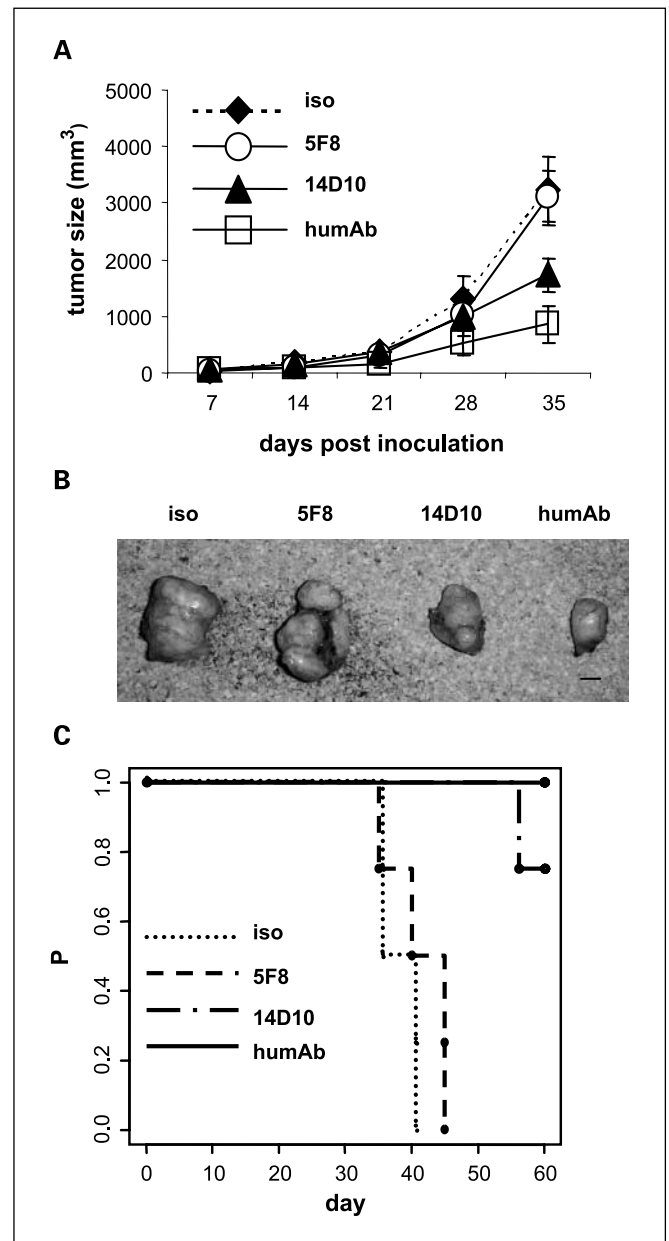 A
5000
4000
3000
2000
1000
0
tumor size (mm³)
iso
5F8
14D10
humAb
7 14 21 28 35
days post inoculation
B
iso 5F8 14D10 humAb
C
1.0
0.8
0.6
0.4
0.2
0.0
P
iso
5F8
14D10
humAb
0 10 20 30 40 50 60
day